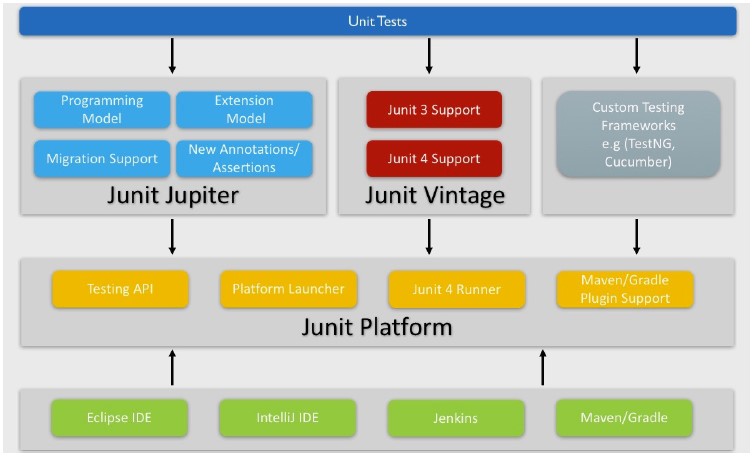 Unit Tests
Programming
Model
Extension
Model
Migration Support
New Annotations/
Assertions
Junit Jupiter
Junit 3 Support
Junit 4 Support
Junit Vintage
Custom Testing
Frameworks
e.g (TestNG,
Cucumber)
Testing API
Platform Launcher
Junit 4 Runner
Maven/Gradle
Plugin Support
Junit Platform
Eclipse IDE
IntelliJ IDE
Jenkins
Maven/Gradle